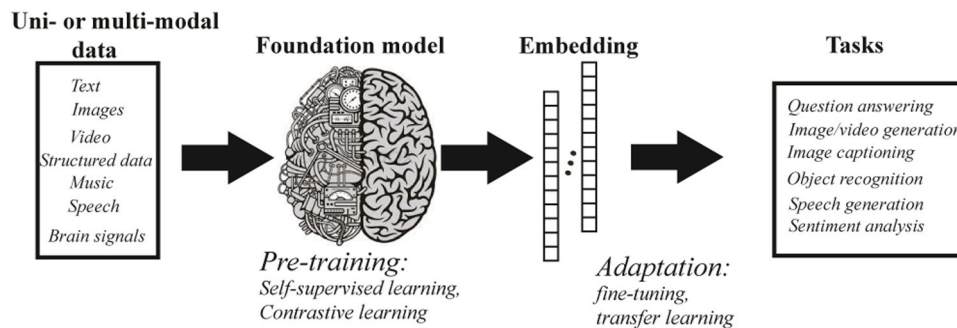 Uni- or multi-modal
data
Text
Images
Video
Structured data
Music
Speech
Brain signals
Foundation model
Pre-training:
Self-supervised learning,
Contrastive learning
Embedding
Adaptation:
fine-tuning,
transfer learning
Tasks
Question answering
Image/video generation
Image captioning
Object recognition
Speech generation
Sentiment analysis